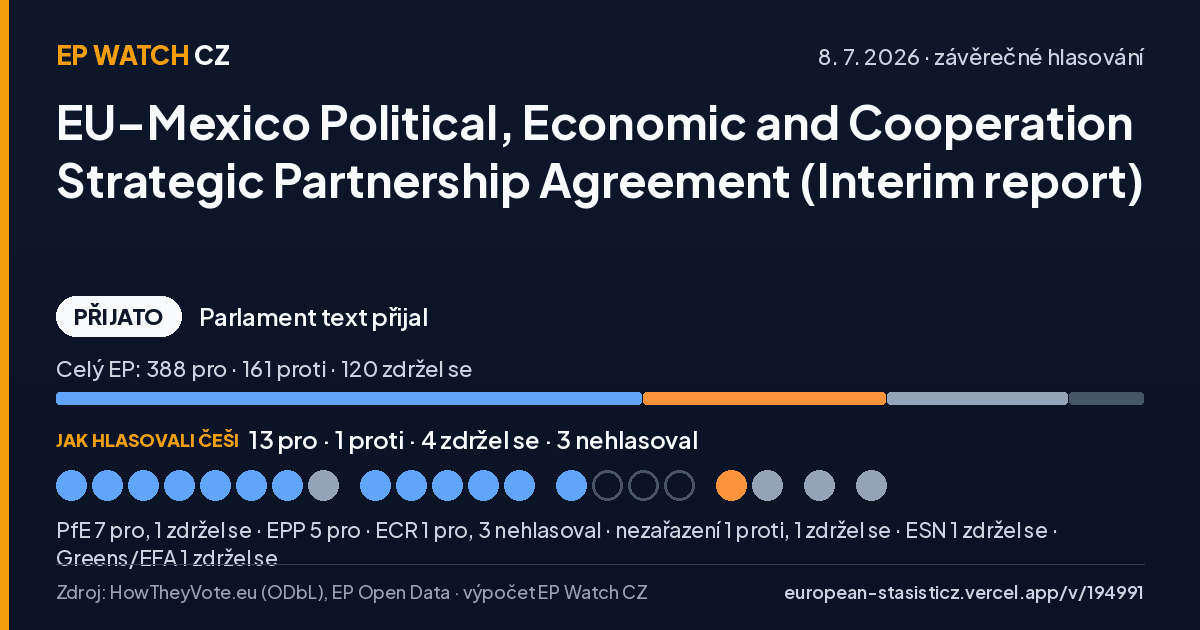 EP WATCH CZ
8. 7. 2026 · závěrečné hlasování
EU–Mexico Political, Economic and Cooperation
Strategic Partnership Agreement (Interim report)
PŘIJATO Parlament text přijal
Celý EP: 388 pro · 161 proti · 120 zdržel se
JAK HLASOVALI ČEŠI 13 pro · 1 proti · 4 zdržel se · 3 nehlasoval
PfE 7 pro, 1 zdržel se · EPP 5 pro · ECR 1 pro, 3 nehlasoval · nezařazení 1 proti, 1 zdržel se · ESN 1 zdržel se ·
Greens/EFA 1 zdržel se
Zdroj: HowTheyVote.eu (ODbL), EP Open Data · výpočet EP Watch CZ
european-stasisticz.vercel.app/v/194991